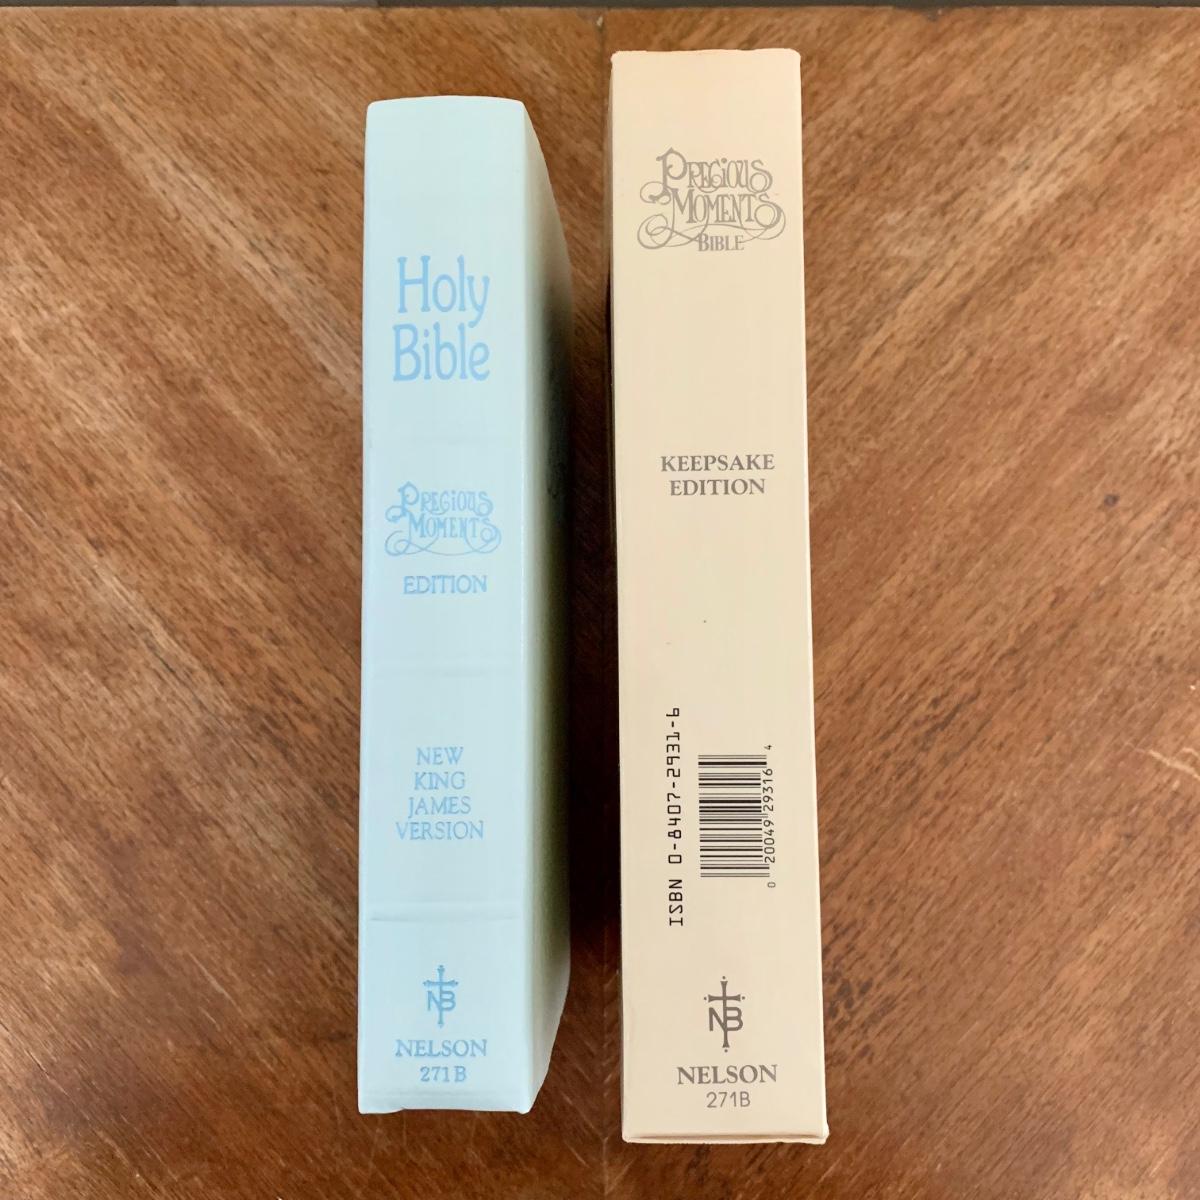 Holy
Bible
PRECIOUS
MOMENTS
EDITION
NEW
KING
JAMES
VERSION
NB
NELSON
271B
PRECIOUS
MOMENTS
BIBLE
KEEPSAKE
EDITION
ISBN 0-8407-2931-6
0 20049 29316 4
NB
NELSON
271B